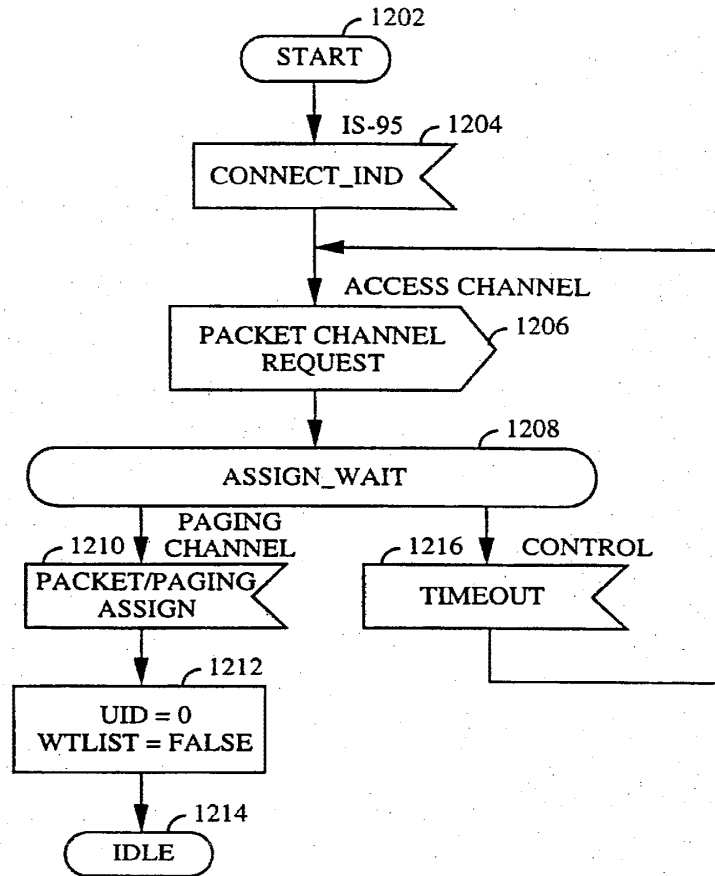 1202
START
IS-95
1204
CONNECT_IND
ACCESS CHANNEL
PACKET CHANNEL
REQUEST
1206
1208
ASSIGN_WAIT
PAGING
CHANNEL
1210
PACKET/PAGING
ASSIGN
1216
CONTROL
TIMEOUT
1212
UID = 0
WTLIST = FALSE
1214
IDLE